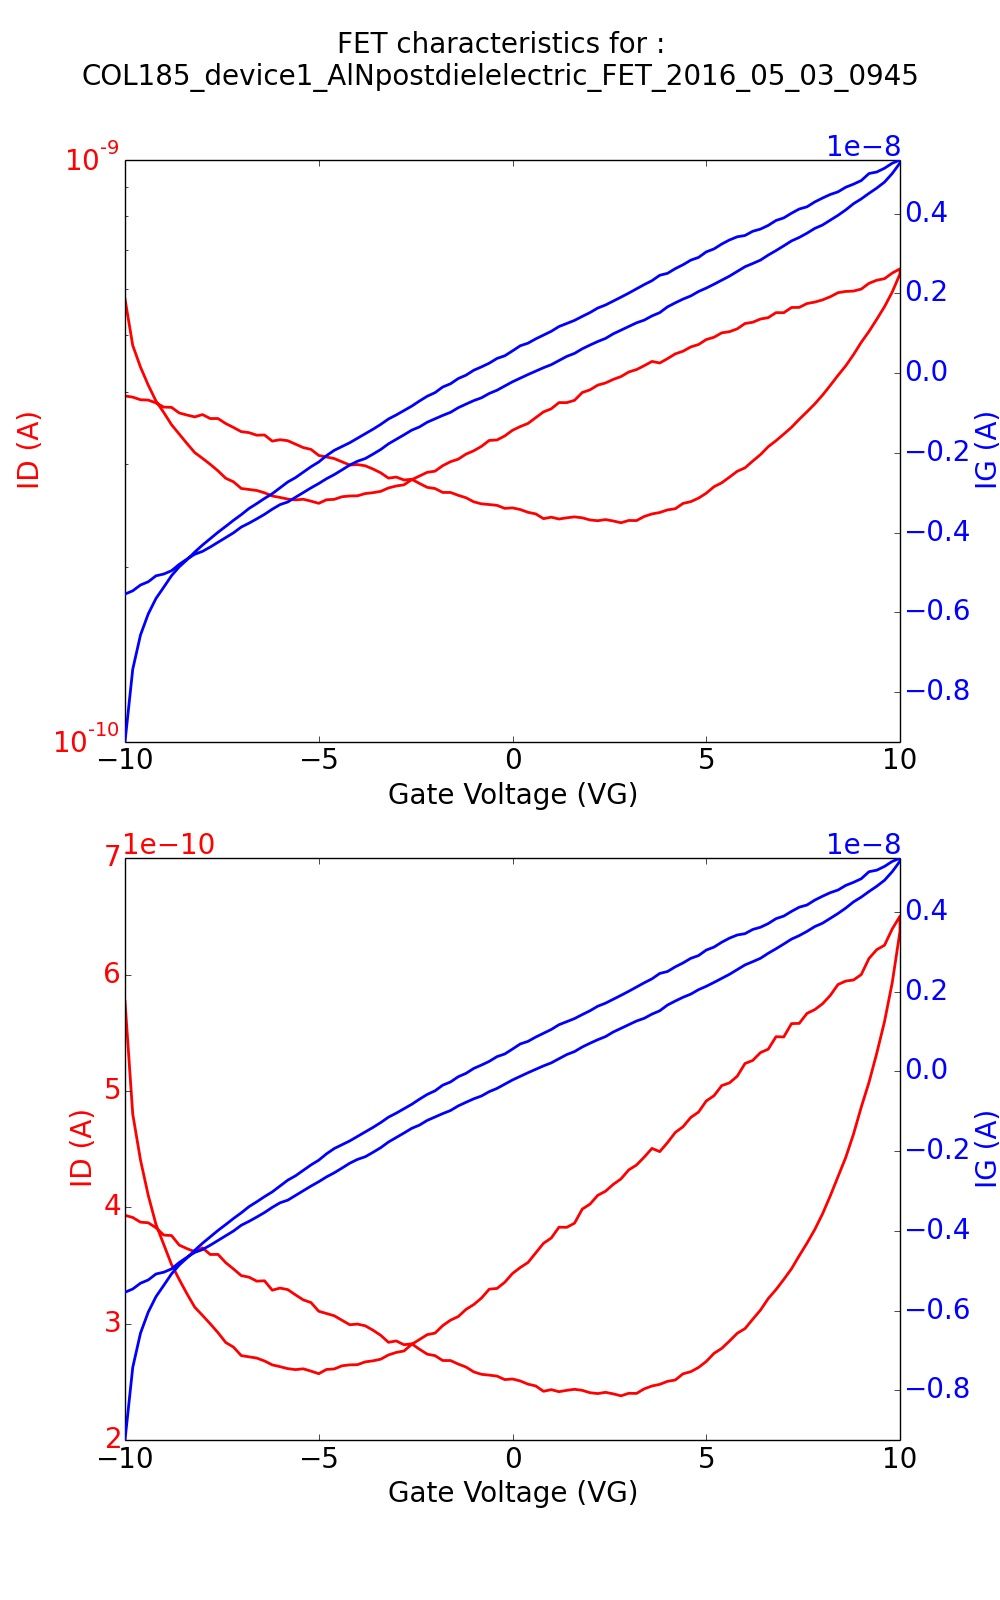 FET characteristics for :
COL185_device1_AlNpostdielelectric_FET_2016_05_03_0945
10-9
1e−8
0.4
0.2
0.0
−0.2
−0.4
−0.6
−0.8
ID (A)
IG (A)
10-10
−10 −5 0 5 10
Gate Voltage (VG)
1e−10
1e−8
7
6
5
4
3
2
0.4
0.2
0.0
−0.2
−0.4
−0.6
−0.8
ID (A)
IG (A)
−10 −5 0 5 10
Gate Voltage (VG)